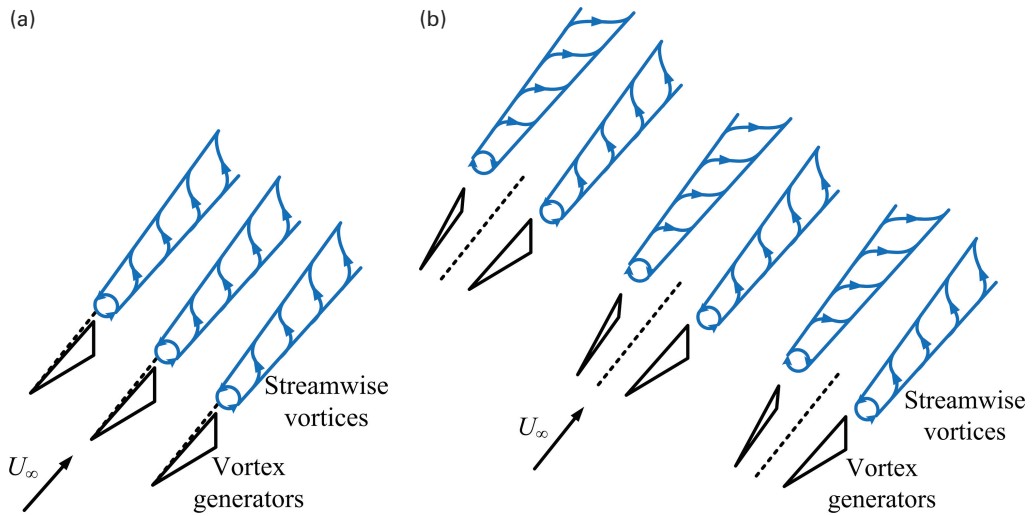 (a)
Streamwise
vortices
U∞
Vortex
generators
(b)
Streamwise
vortices
U∞
Vortex
generators